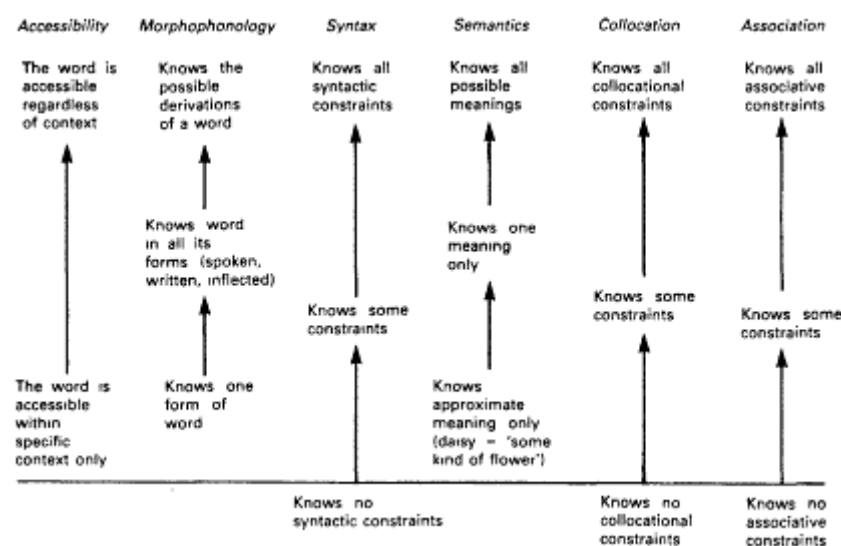 Accessibility Morphophonology Syntax Semantics Collocation Association
The word is
accessible
regardless
of context
Knows the
possible
derivations
of a word
Knows all
syntactic
constraints
Knows all
possible
meanings
Knows all
collocational
constraints
Knows all
associative
constraints
Knows word
in all its
forms (spoken,
written, inflected)
Knows one
meaning
only
Knows some
constraints
Knows some
constraints
Knows some
constraints
The word is
accessible
within
specific
context only
Knows one
form of
word
Knows
approximate
meaning only
(daisy – 'some
kind of flower')
Knows no
syntactic constraints
Knows no
collocational
constraints
Knows no
associative
constraints